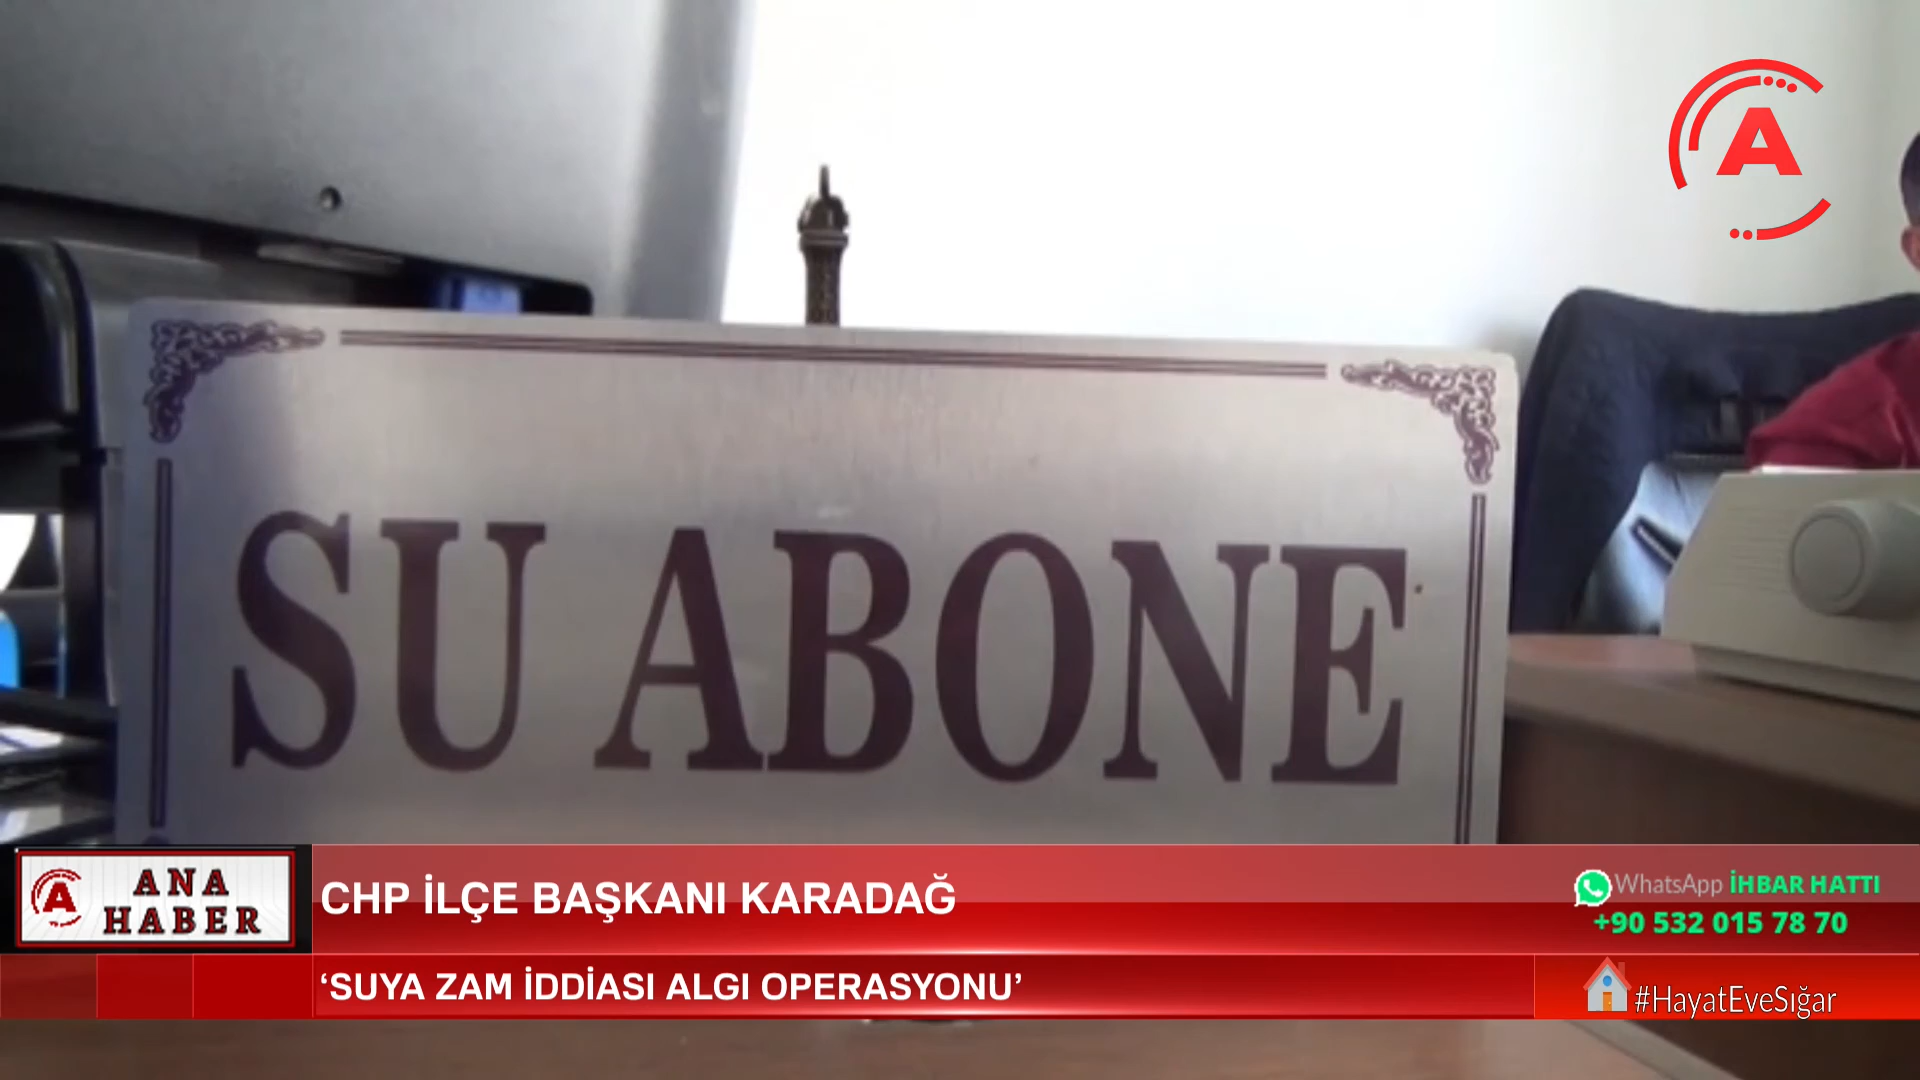 A
SU ABONE
A
ANA
HABER
CHP İLÇE BAŞKANI KARADAĞ
WhatsApp İHBAR HATTI
+90 532 015 78 70
‘SUYA ZAM İDDİASI ALGI OPERASYONU’
#HayatEveSığar